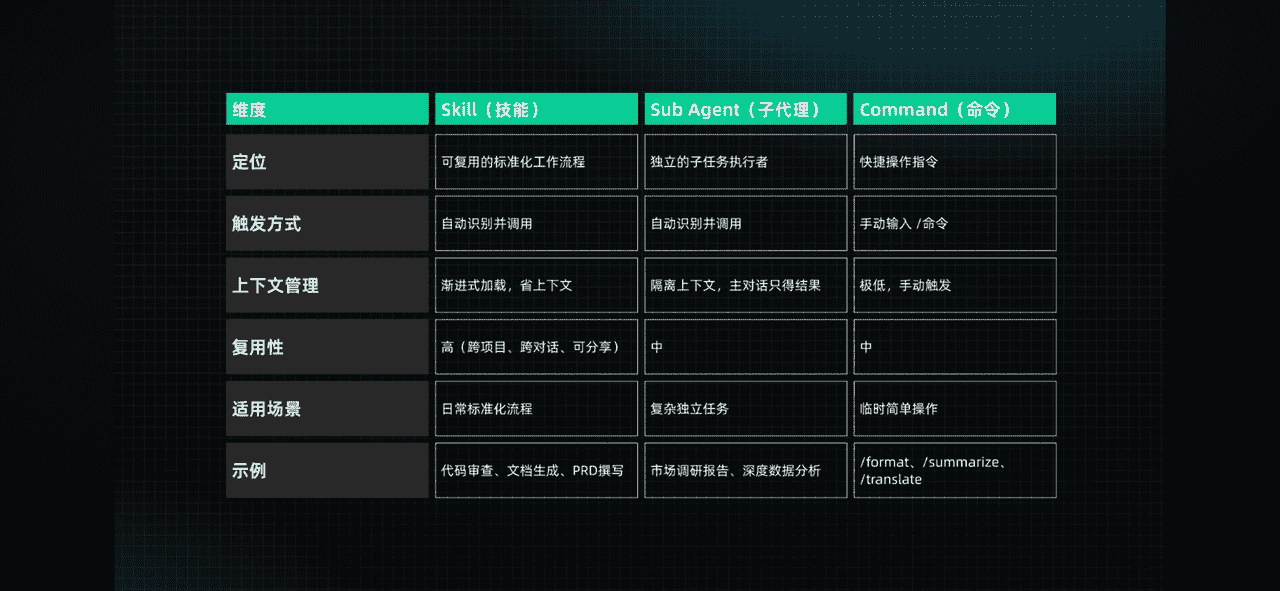 维度
Skill（技能）
Sub Agent（子代理）
Command（命令）
定位
可复用的标准化工作流程
独立的子任务执行者
快捷操作指令
触发方式
自动识别并调用
自动识别并调用
手动输入 /命令
上下文管理
渐进式加载，省上下文
隔离上下文，主对话只得结果
极低，手动触发
复用性
高（跨项目、跨对话、可分享）
中
中
适用场景
日常标准化流程
复杂独立任务
临时简单操作
示例
代码审查、文档生成、PRD撰写
市场调研报告、深度数据分析
/format、/summarize、
/translate